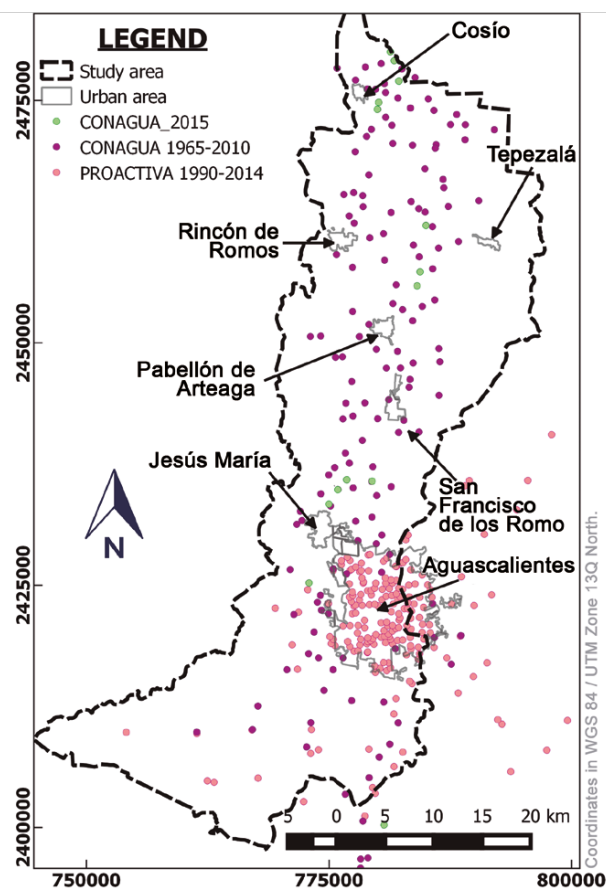 LEGEND
Study area
Urban area
CONAGUA_2015
CONAGUA 1965-2010
PROACTIVA 1990-2014
Cosío
Tepezalá
Rincón de
Romos
Pabellón de
Arteaga
Jesús María
San
Francisco
de los Romo
Aguascalientes
N
2475000
2450000
2425000
2400000
5 0 5 10 15 20 km
750000
775000
800000
Coordinates in WGS 84 / UTM Zone 13Q North.